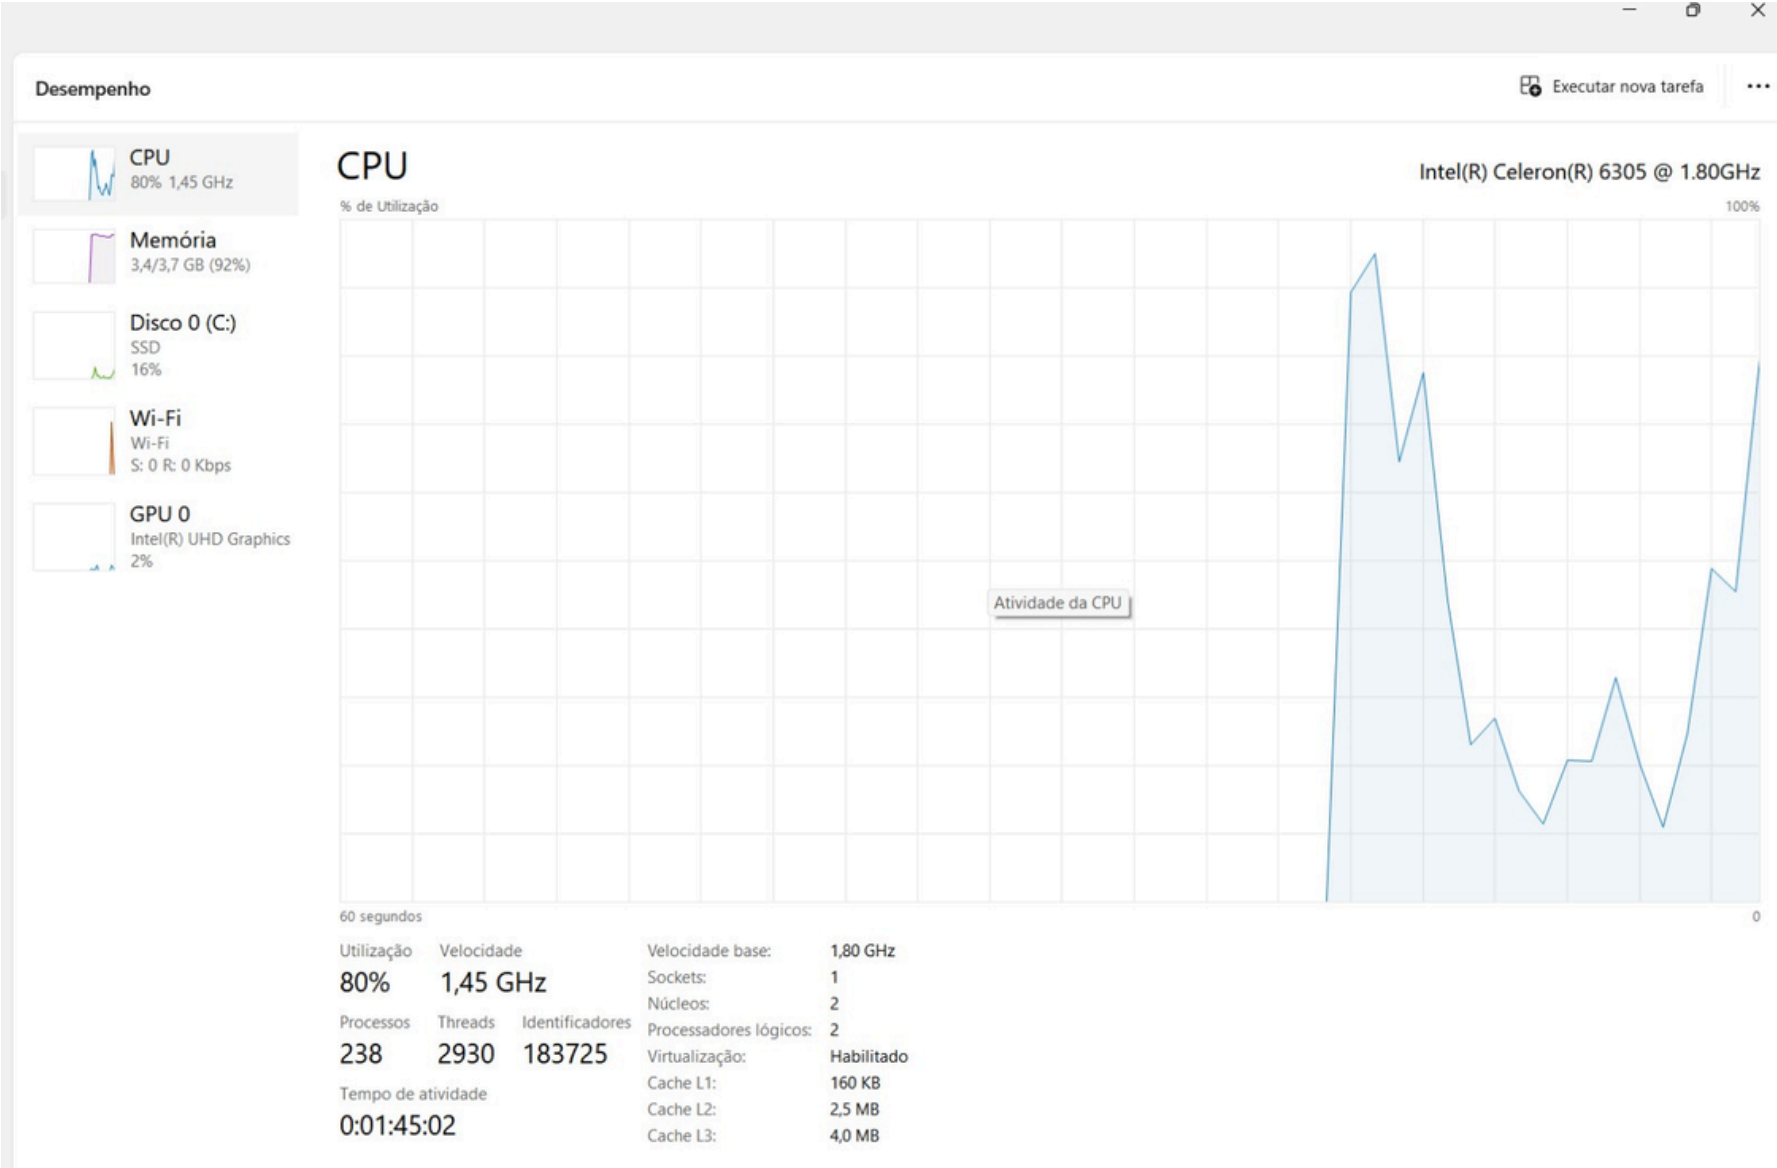 Desempenho
Executar nova tarefa
CPU
80% 1,45 GHz
Memória
3,4/3,7 GB (92%)
Disco 0 (C:)
SSD
16%
Wi-Fi
Wi-Fi
S: 0 R: 0 Kbps
GPU 0
Intel(R) UHD Graphics
2%
CPU
Intel(R) Celeron(R) 6305 @ 1.80GHz
% de Utilização
100%
Atividade da CPU
60 segundos
0
Utilização
Velocidade
80%
1,45 GHz
Processos
Threads
Identificadores
238
2930
183725
Tempo de atividade
0:01:45:02
Velocidade base: 1,80 GHz
Sockets: 1
Núcleos: 2
Processadores lógicos: 2
Virtualização: Habilitado
Cache L1: 160 KB
Cache L2: 2,5 MB
Cache L3: 4,0 MB